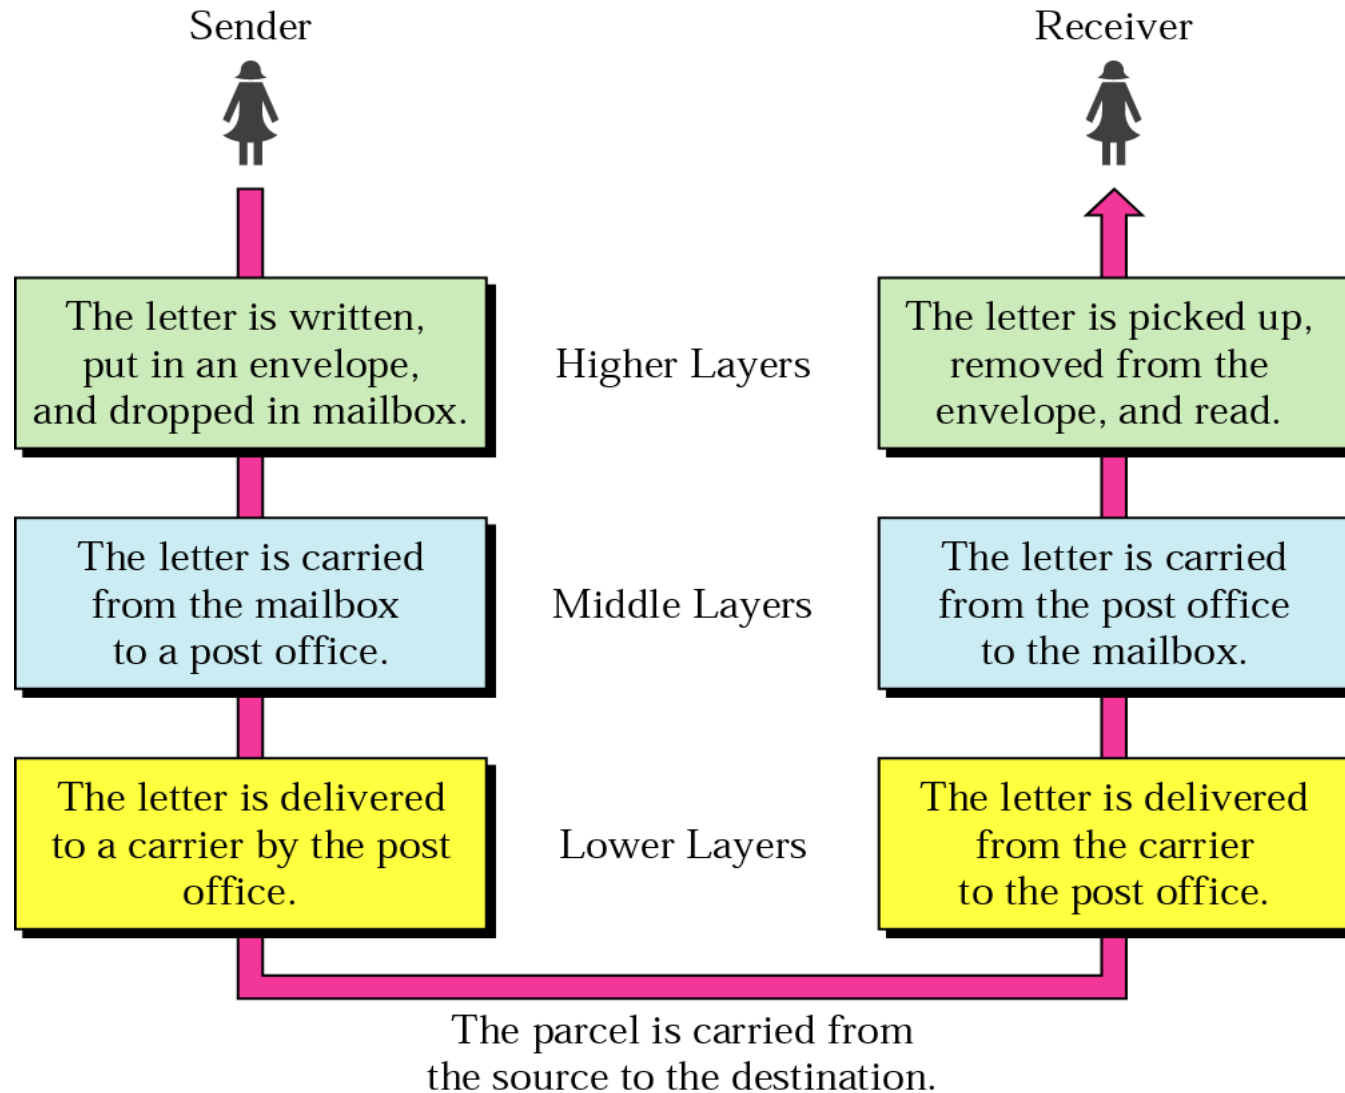 Sender
Receiver
The letter is written,
put in an envelope,
and dropped in mailbox.
Higher Layers
The letter is picked up,
removed from the
envelope, and read.
The letter is carried
from the mailbox
to a post office.
Middle Layers
The letter is carried
from the post office
to the mailbox.
The letter is delivered
to a carrier by the post
office.
Lower Layers
The letter is delivered
from the carrier
to the post office.
The parcel is carried from
the source to the destination.